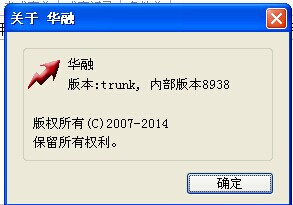 关于 华融
华融
版本:trunk, 内部版本8938
版权所有(C)2007-2014
保留所有权利。
确定